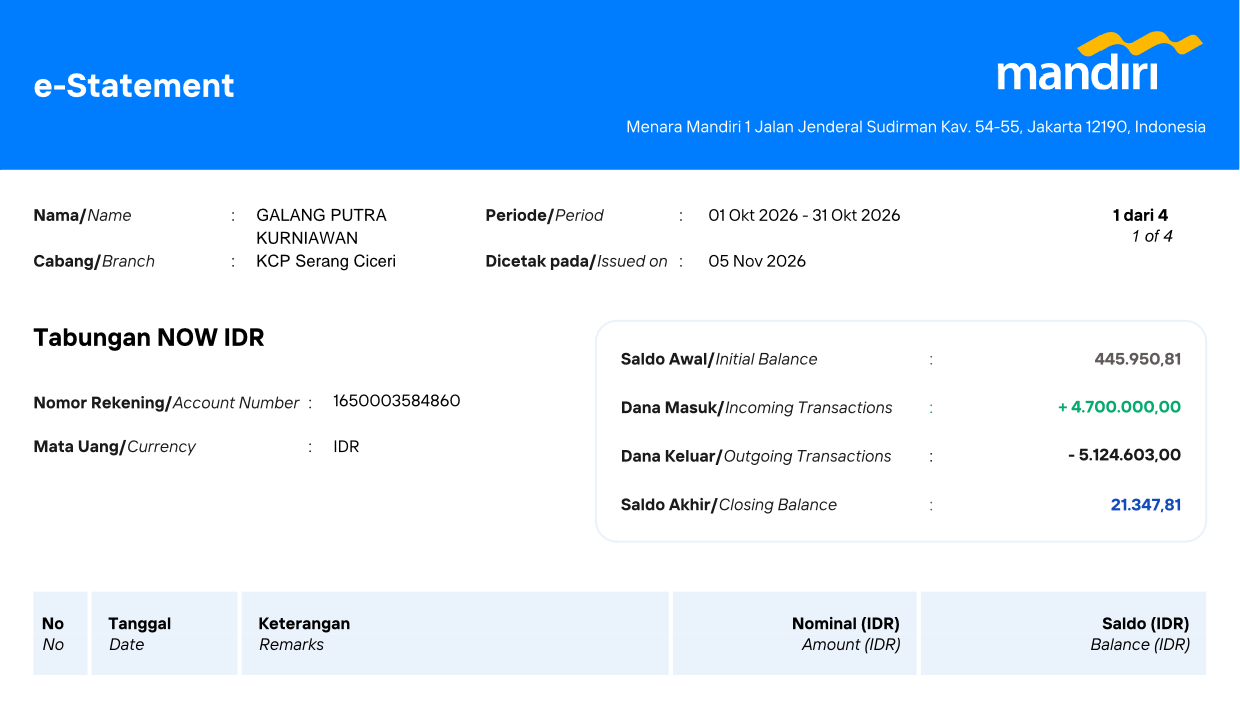 e-Statement
mandiri
Menara Mandiri 1 Jalan Jenderal Sudirman Kav. 54-55, Jakarta 12190, Indonesia
Nama/Name : GALANG PUTRA KURNIAWAN
Periode/Period : 01 Okt 2026 - 31 Okt 2026
1 dari 4
1 of 4
Cabang/Branch : KCP Serang Ciceri
Dicetak pada/Issued on : 05 Nov 2026
Tabungan NOW IDR
Nomor Rekening/Account Number : 1650003584860
Mata Uang/Currency : IDR
Saldo Awal/Initial Balance : 445.950,81
Dana Masuk/Incoming Transactions : + 4.700.000,00
Dana Keluar/Outgoing Transactions : - 5.124.603,00
Saldo Akhir/Closing Balance : 21.347,81
No Tanggal Keterangan Nominal (IDR) Saldo (IDR)
No Date Remarks Amount (IDR) Balance (IDR)